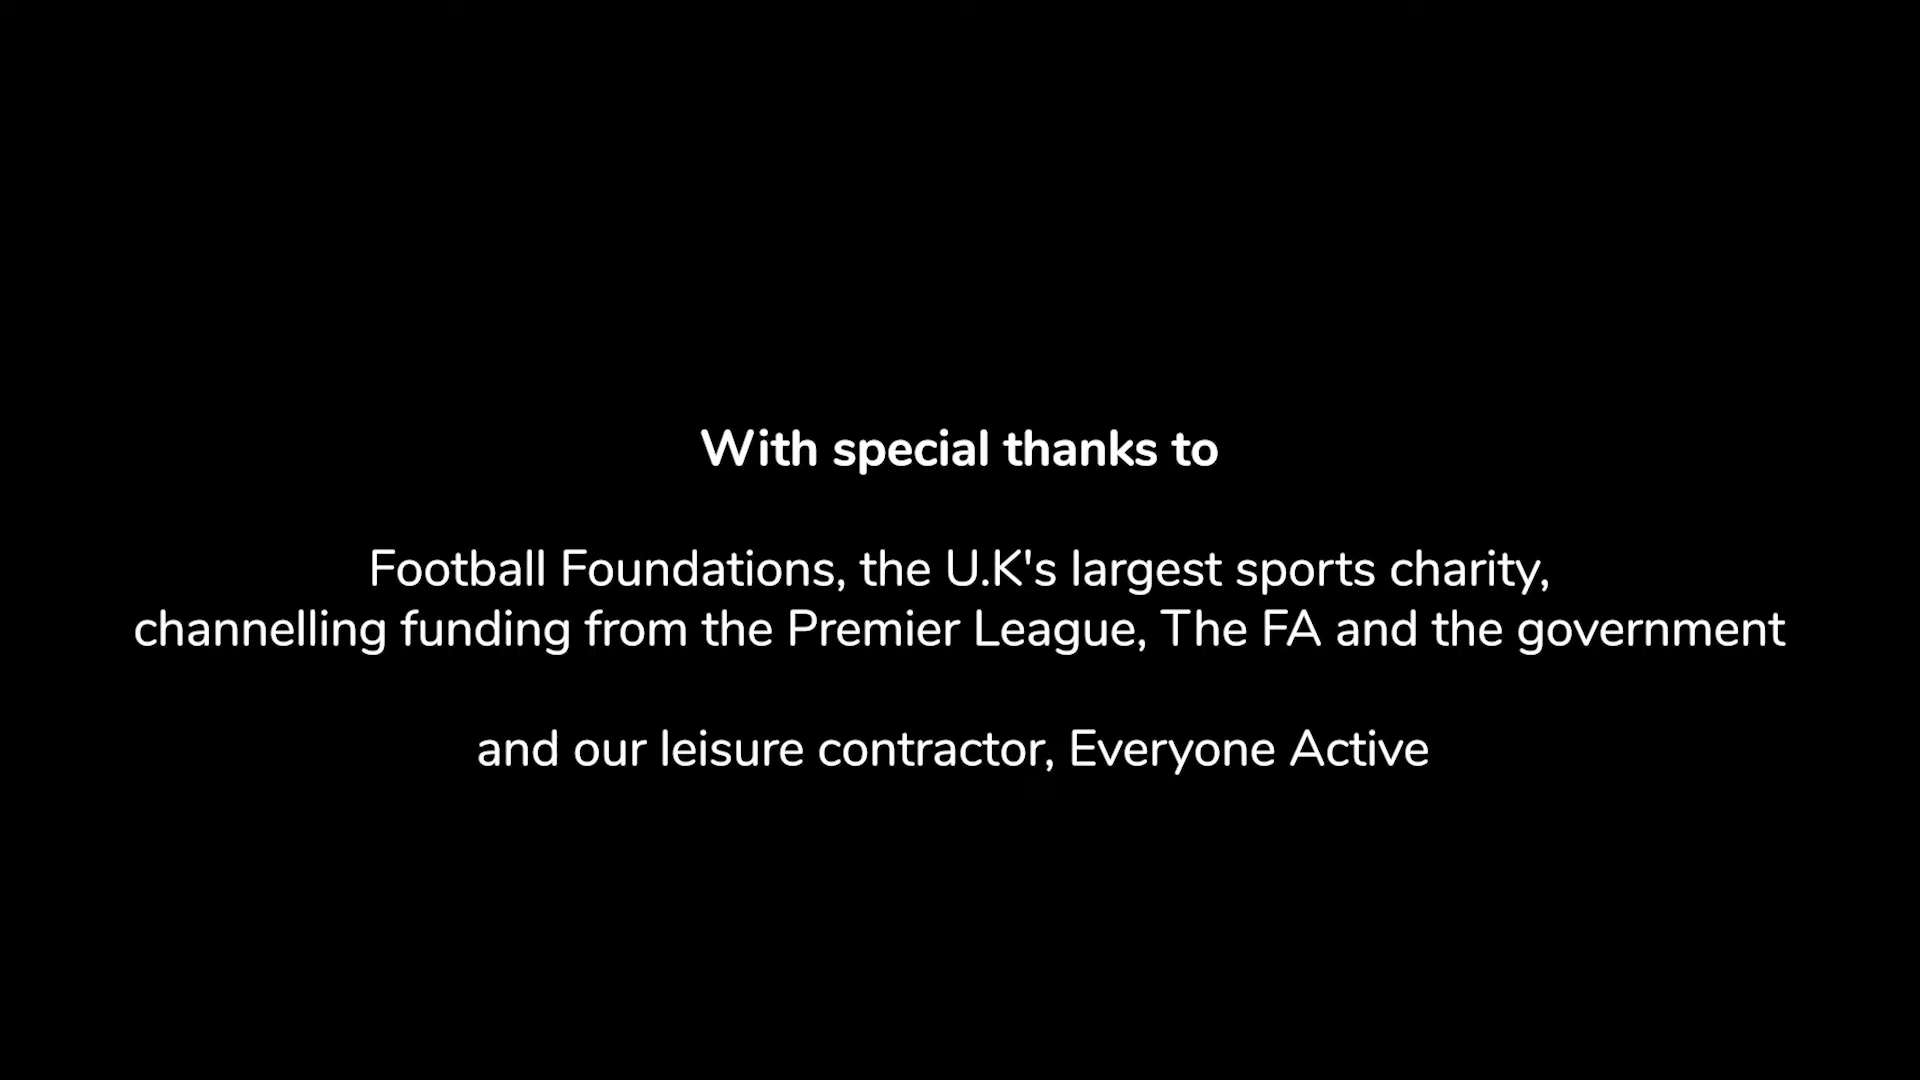 With special thanks to
Football Foundations, the U.K's largest sports charity,
channelling funding from the Premier League, The FA and the government
and our leisure contractor, Everyone Active